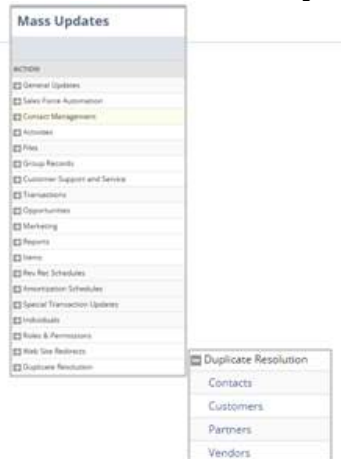 Mass Updates
ACTION
General Updates
Sales Force Automation
Contact Management
Activities
Files
Group Records
Customer Support and Service
Transactions
Opportunities
Marketing
Reports
Items
Rev Rec Schedules
Amortization Schedules
Special Transaction Updates
Individuals
Roles & Permissions
Web Site Redirects
Duplicate Resolution
Duplicate Resolution
Contacts
Customers
Partners
Vendors